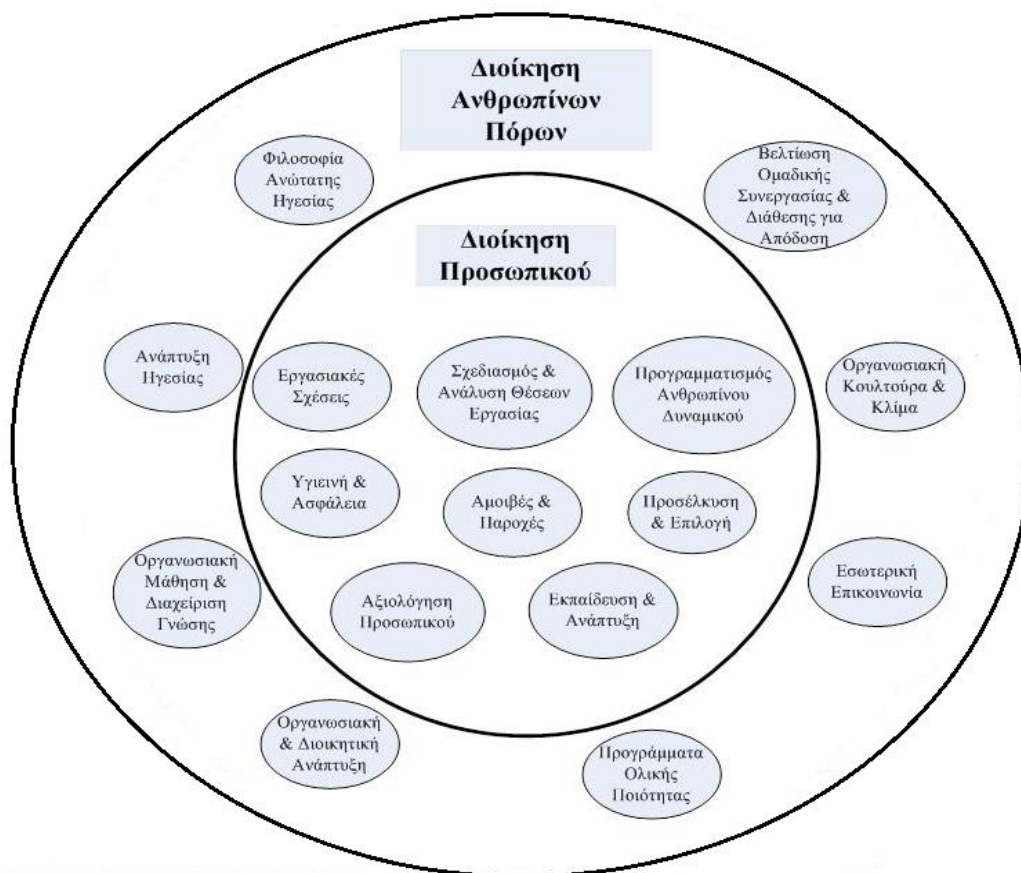 Διοίκηση
Ανθρωπίνων
Πόρων
Φιλοσοφία
Ανώτατης
Ηγεσίας
Βελτίωση
Ομαδικής
Συνεργασίας &
Διάθεσης για
Απόδοση
Διοίκηση
Προσωπικού
Ανάπτυξη
Ηγεσίας
Εργασιακές
Σχέσεις
Σχεδιασμός &
Ανάλυση Θέσεων
Εργασίας
Προγραμματισμός
Ανθρωπίνου
Δυναμικού
Οργανωσιακή
Κουλτούρα &
Κλίμα
Υγιεινή &
Ασφάλεια
Αμοιβές &
Παροχές
Προσέλκυση
& Επιλογή
Οργανωσιακή
Μάθηση &
Διαχείριση
Γνώσης
Αξιολόγηση
Προσωπικού
Εκπαίδευση &
Ανάπτυξη
Εσωτερική
Επικοινωνία
Οργανωσιακή
& Διοικητική
Ανάπτυξη
Προγράμματα
Ολικής
Ποιότητας